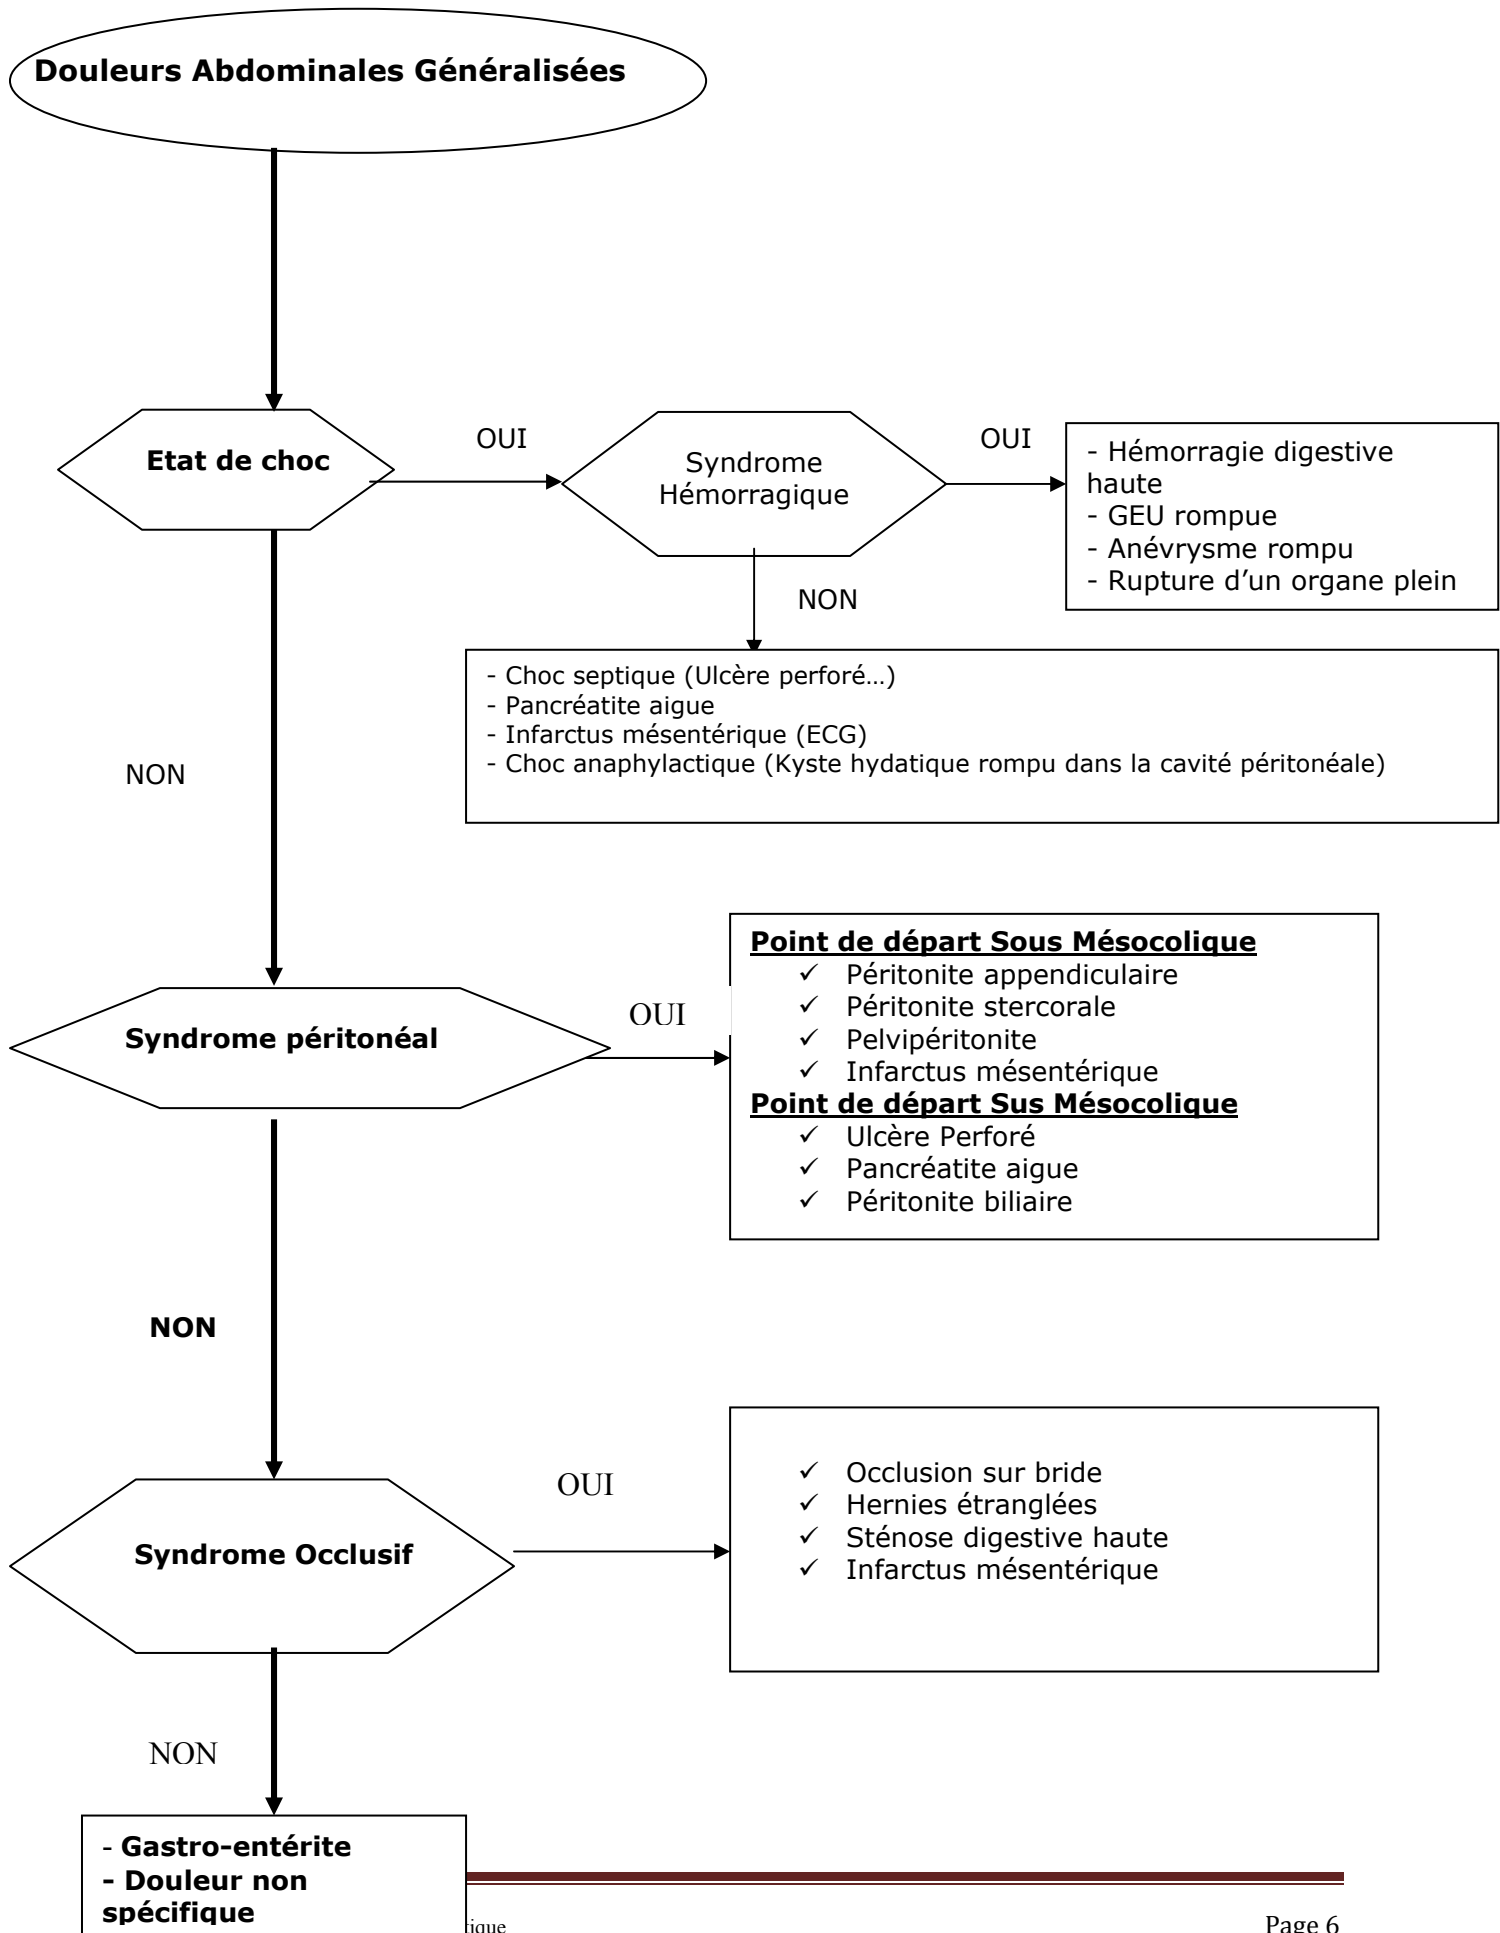 Douleurs Abdominales Généralisées
Etat de choc
OUI
Syndrome
Hémorragique
OUI
- Hémorragie digestive
haute
- GEU rompue
- Anévrysme rompu
- Rupture d’un organe plein
NON
- Choc septique (Ulcère perforé…)
- Pancréatite aigue
- Infarctus mésentérique (ECG)
- Choc anaphylactique (Kyste hydatique rompu dans la cavité péritonéale)
NON
Syndrome péritonéal
OUI
Point de départ Sous Mésocolique
✓ Péritonite appendiculaire
✓ Péritonite stercorale
✓ Pelvipéritonite
✓ Infarctus mésentérique
Point de départ Sus Mésocolique
✓ Ulcère Perforé
✓ Pancréatite aigue
✓ Péritonite biliaire
NON
Syndrome Occlusif
OUI
✓ Occlusion sur bride
✓ Hernies étranglées
✓ Sténose digestive haute
✓ Infarctus mésentérique
NON
- Gastro-entérite
- Douleur non
spécifique
Page 6